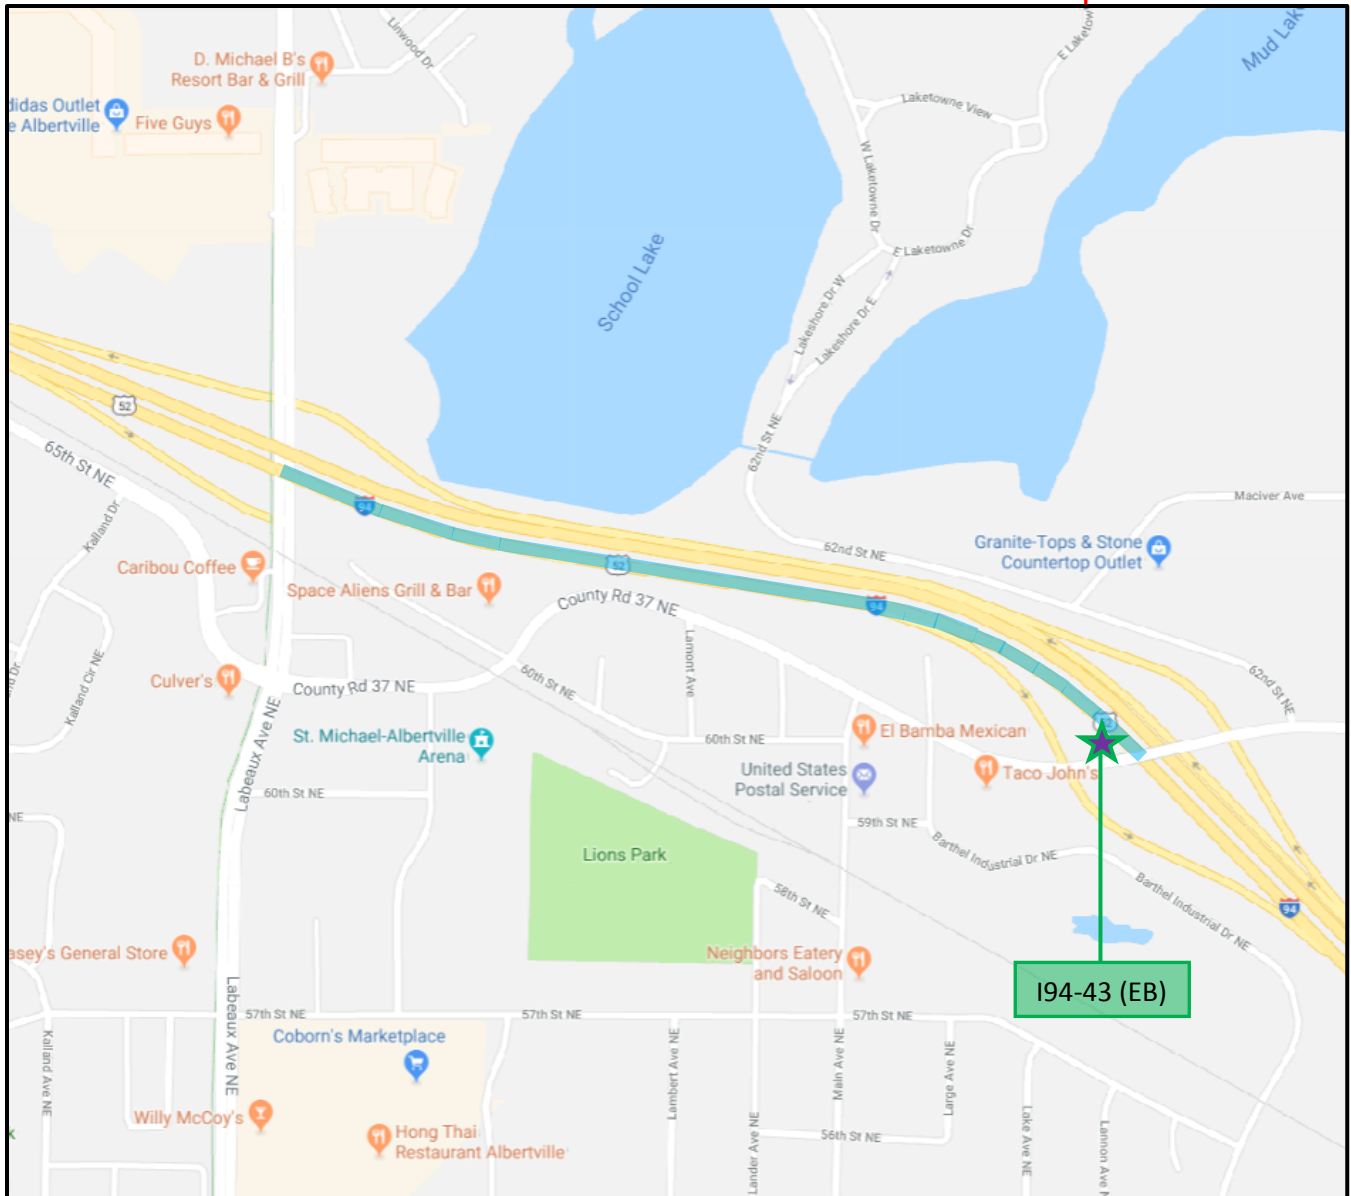 Linwood Dr
D. Michael B's
Resort Bar & Grill
Mud Lake
E Laketow
didas Outlet
e Albertville
Five Guys
Laketowne View
W Laketowne Dr
E Laketowne Dr
School Lake
Lakeshore Dr W
Lakeshore Dr E
52
65th St NE
62nd St NE
94
Maciver Ave
Kalland Dr
62nd St NE
Granite-Tops & Stone
Countertop Outlet
Caribou Coffee
52
Space Aliens Grill & Bar
County Rd 37 NE
94
Lamont Ave
Kalland Cir NE
nd Dr
60th St NE
62nd St NE
Culver's
County Rd 37 NE
Labeaux Ave NE
52
St. Michael-Albertville
Arena
60th St NE
El Bamba Mexican
United States
Postal Service
Taco John's
60th St NE
NE
59th St NE
Barthel Industrial Dr NE
Lions Park
58th St NE
Barthel Industrial Dr NE
94
asey's General Store
Neighbors Eatery
and Saloon
I94-43 (EB)
Labeaux Ave NE
57th St NE
57th St NE
57th St NE
Coborn's Marketplace
Kalland Ave NE
Lambert Ave NE
Main Ave NE
Large Ave NE
Willy McCoy's
Lander Ave NE
Lake Ave NE
Lannon Ave N
k
Hong Thai
Restaurant Albertville
56th St NE